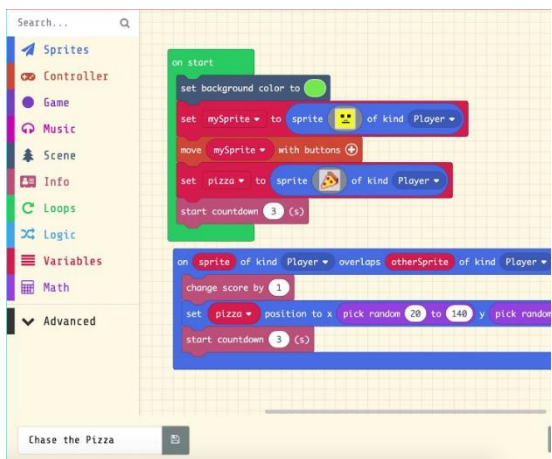 Search...
Sprites
Controller
Game
Music
Scene
Info
Loops
Logic
Variables
Math
Advanced
on start
set background color to
set mySprite to sprite of kind Player
move mySprite with buttons
set pizza to sprite of kind Player
start countdown 3 (s)
on sprite of kind Player overlaps otherSprite of kind Player
change score by 1
set pizza position to x pick random 20 to 140 y pick random
start countdown 3 (s)
Chase the Pizza